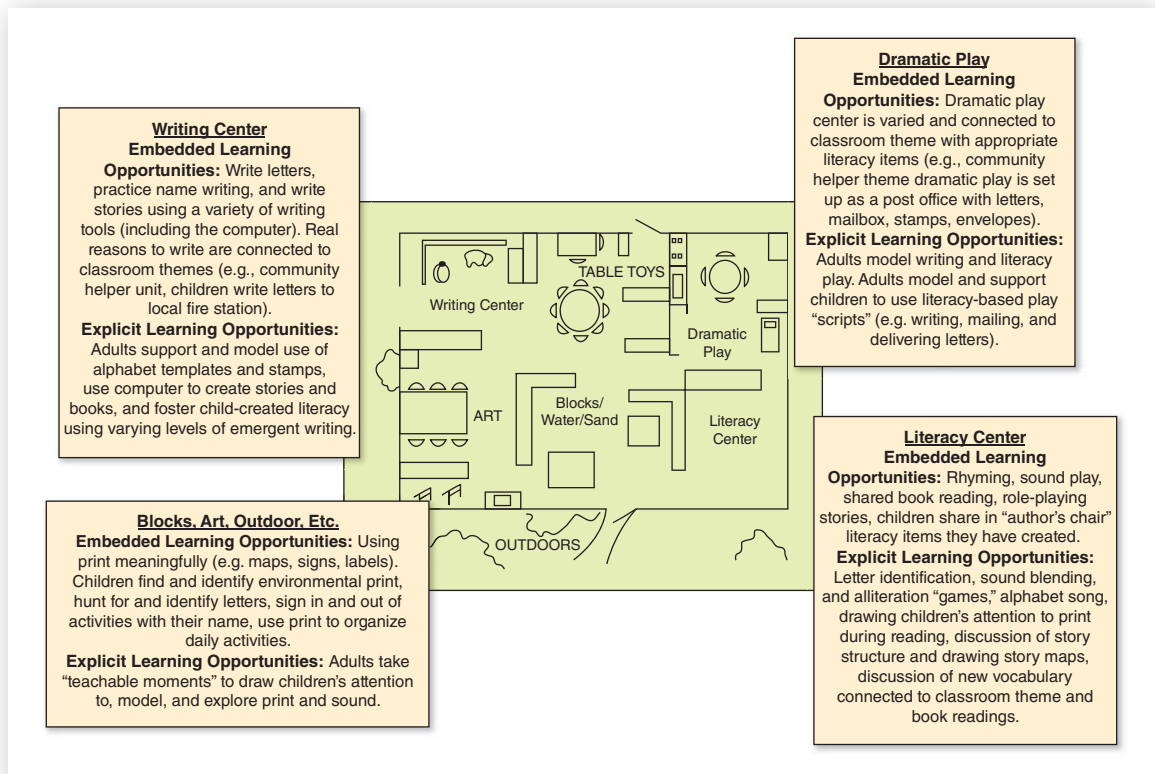 Writing Center
Embedded Learning
Opportunities: Write letters,
practice name writing, and write
stories using a variety of writing
tools (including the computer). Real
reasons to write are connected to
classroom themes (e.g., community
helper unit, children write letters to
local fire station).
Explicit Learning Opportunities:
Adults support and model use of
alphabet templates and stamps,
use computer to create stories and
books, and foster child-created literacy
using varying levels of emergent writing.
Dramatic Play
Embedded Learning
Opportunities: Dramatic play
center is varied and connected to
classroom theme with appropriate
literacy items (e.g., community
helper theme dramatic play is set
up as a post office with letters,
mailbox, stamps, envelopes).
Explicit Learning Opportunities:
Adults model writing and literacy
play. Adults model and support
children to use literacy-based play
“scripts” (e.g. writing, mailing, and
delivering letters).
TABLE TOYS
Writing Center
Dramatic
Play
ART
Blocks/
Water/Sand
Literacy
Center
OUTDOORS
Blocks, Art, Outdoor, Etc.
Embedded Learning Opportunities: Using
print meaningfully (e.g. maps, signs, labels).
Children find and identify environmental print,
hunt for and identify letters, sign in and out of
activities with their name, use print to organize
daily activities.
Explicit Learning Opportunities: Adults take
“teachable moments” to draw children’s attention
to, model, and explore print and sound.
Literacy Center
Embedded Learning
Opportunities: Rhyming, sound play,
shared book reading, role-playing
stories, children share in “author’s chair”
literacy items they have created.
Explicit Learning Opportunities:
Letter identification, sound blending,
and alliteration “games,” alphabet song,
drawing children’s attention to print
during reading, discussion of story
structure and drawing story maps,
discussion of new vocabulary
connected to classroom theme and
book readings.